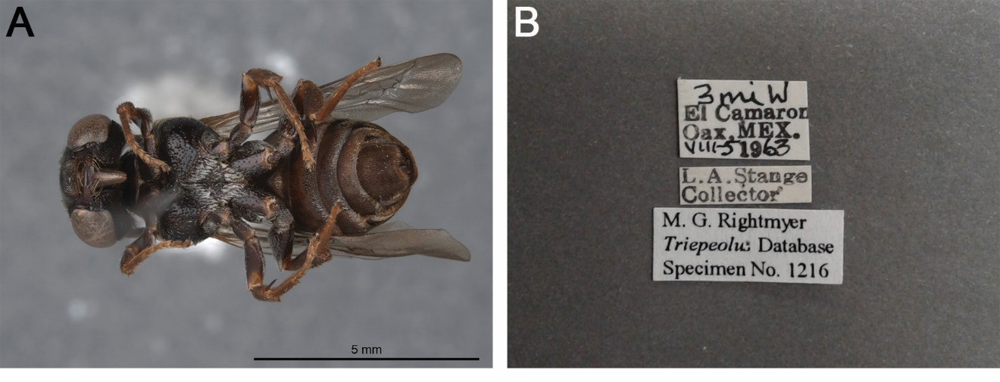 A
B
3 mi W
El Camaron
Oax. MEX.
VIII-5 1963
L.A. Stange
Collector
M. G. Rightmyer
Triepeolus Database
Specimen No. 1216
5 mm